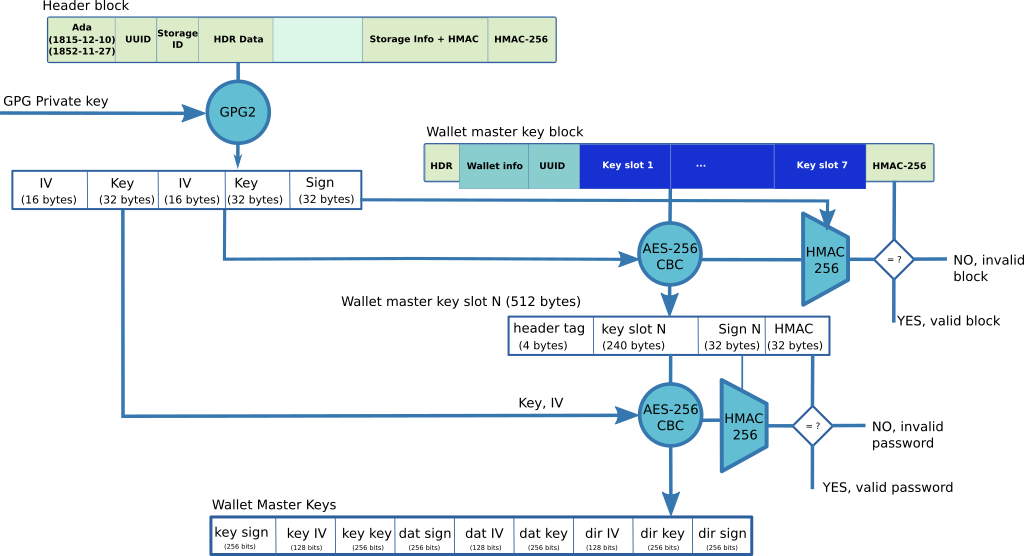 Header block
Ada
(1815-12-10)
(1852-11-27)
UUID
Storage
ID
HDR Data
Storage Info + HMAC
HMAC-256
GPG Private key
GPG2
Wallet master key block
HDR
Wallet info
UUID
Key slot 1
...
Key slot 7
HMAC-256
IV
(16 bytes)
Key
(32 bytes)
IV
(16 bytes)
Key
(32 bytes)
Sign
(32 bytes)
AES-256
CBC
HMAC
256
= ?
NO, invalid
block
YES, valid block
Wallet master key slot N (512 bytes)
header tag
(4 bytes)
key slot N
(240 bytes)
Sign N
(32 bytes)
HMAC
(32 bytes)
Key, IV
AES-256
CBC
HMAC
256
= ?
NO, invalid
password
YES, valid password
Wallet Master Keys
key sign
(256 bits)
key IV
(128 bits)
key key
(256 bits)
dat sign
(256 bits)
dat IV
(128 bits)
dat key
(256 bits)
dir IV
(128 bits)
dir key
(256 bits)
dir sign
(256 bits)